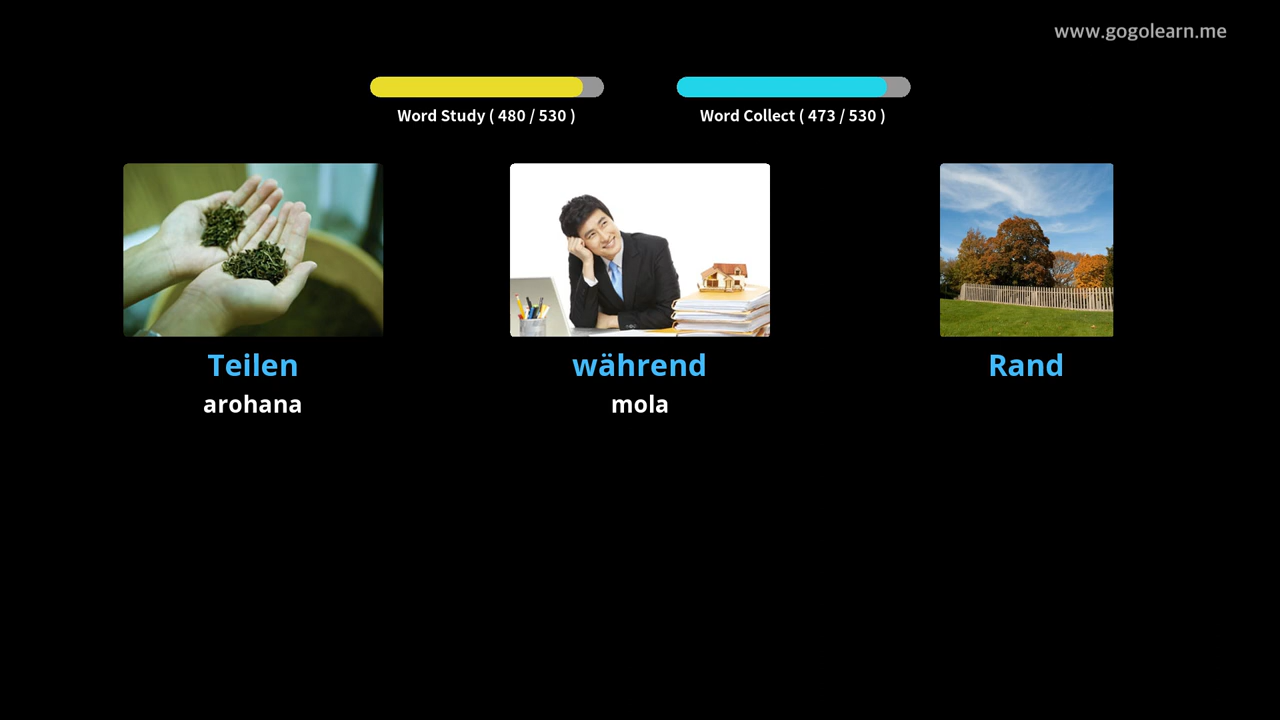 www.gogolearn.me
Word Study ( 480 / 530 )
Word Collect ( 473 / 530 )
Teilen
arohana
während
mola
Rand